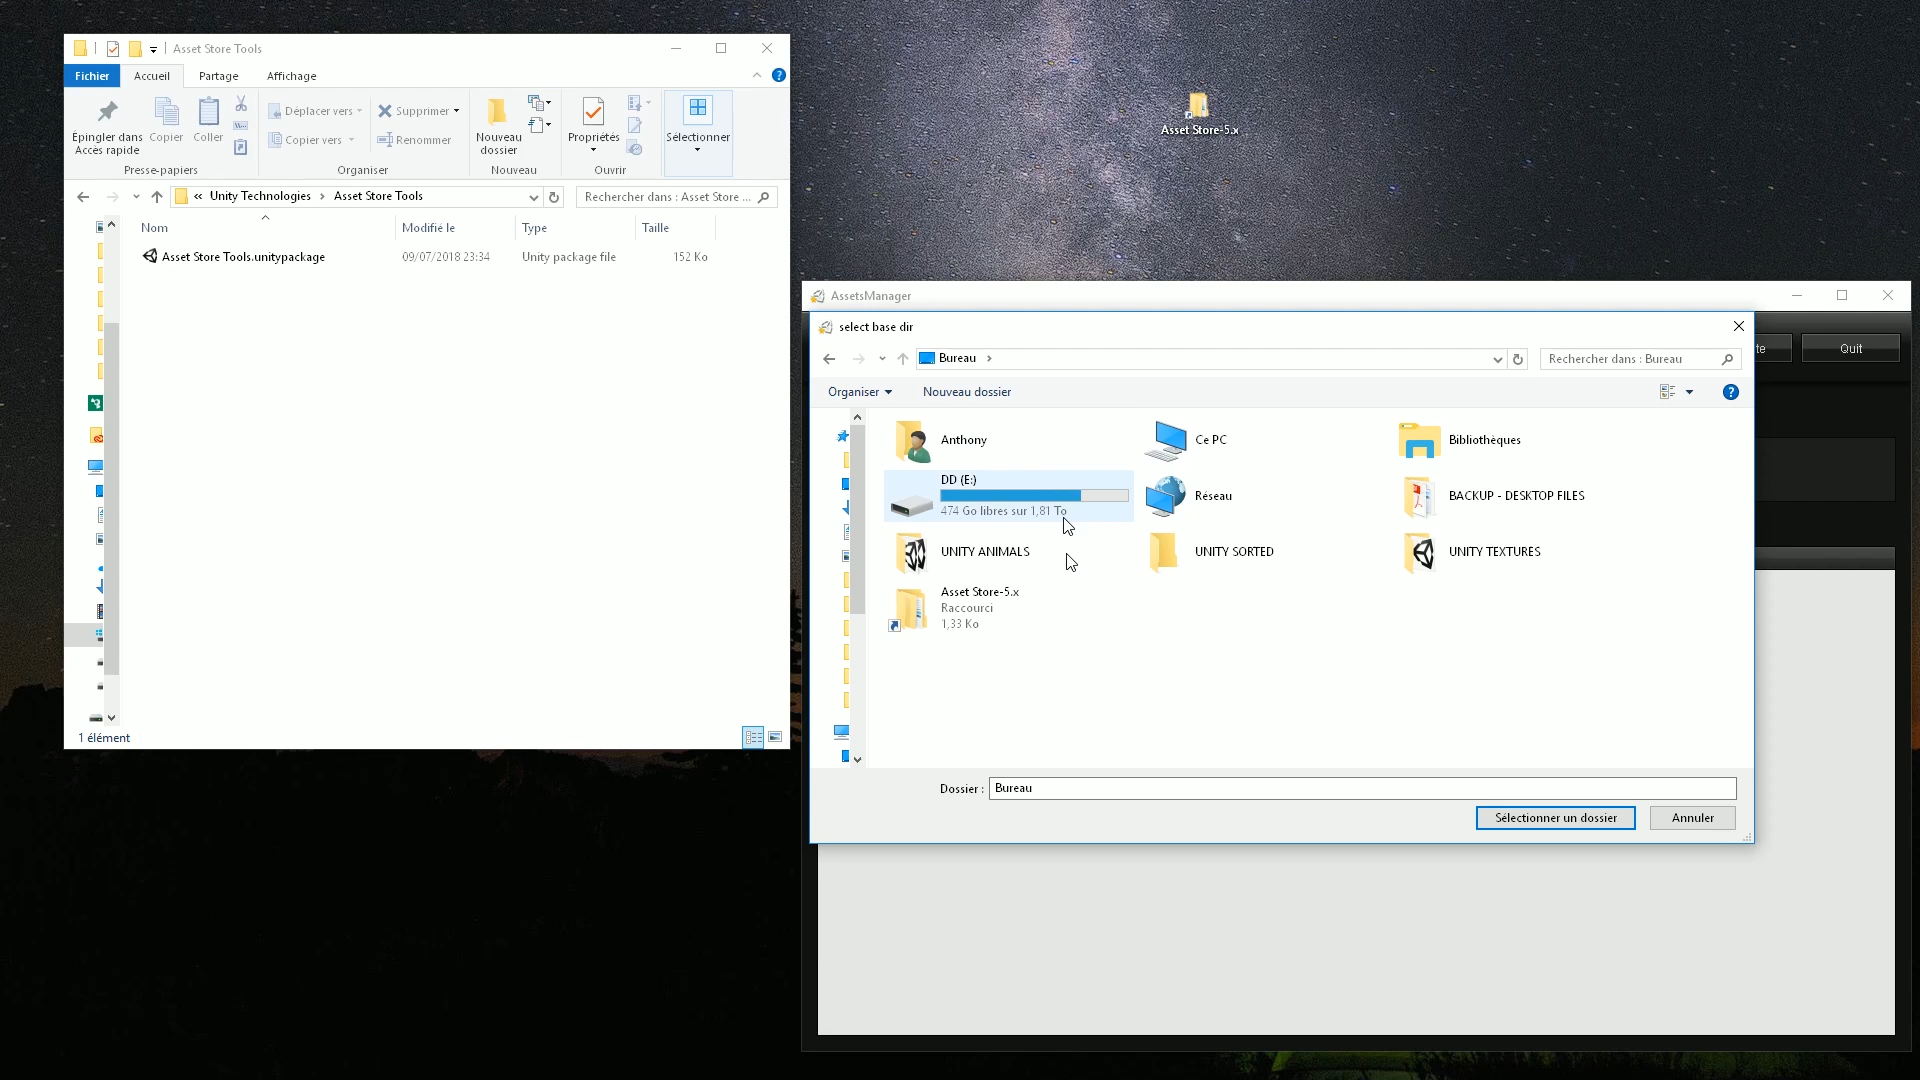 Asset Store Tools
Fichier
Accueil
Partage
Affichage
Épingler dans
Accès rapide
Copier
Coller
Déplacer vers
Copier vers
Supprimer
Renommer
Nouveau
dossier
Propriétés
Sélectionner
Presse-papiers
Organiser
Nouveau
Ouvrir
« Unity Technologies › Asset Store Tools
Rechercher dans : Asset Store ...
Nom
Modifié le
Type
Taille
Asset Store Tools.unitypackage
09/07/2018 23:34
Unity package file
152 Ko
1 élément
Asset Store-5.x
AssetsManager
te
Quit
select base dir
Bureau ›
Rechercher dans : Bureau
Organiser
Nouveau dossier
Anthony
Ce PC
Bibliothèques
DD (E:)
474 Go libres sur 1,81 To
Réseau
BACKUP - DESKTOP FILES
UNITY ANIMALS
UNITY SORTED
UNITY TEXTURES
Asset Store-5.x
Raccourci
1,33 Ko
Dossier :
Bureau
Sélectionner un dossier
Annuler